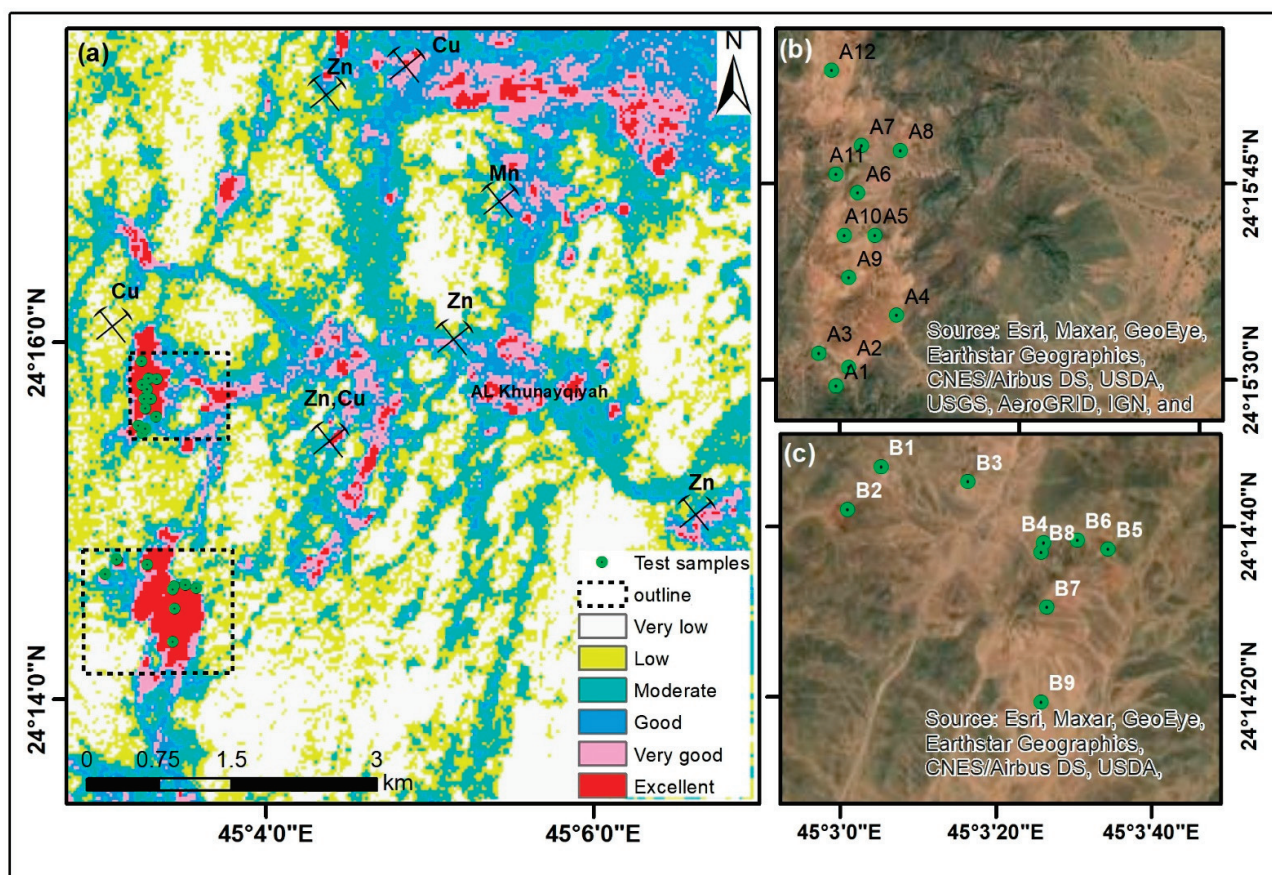 (a)
N
Cu
Zn
Mn
Cu
Zn
AL Khunayqiyah
Zn,Cu
Zn
24°16'0"N
24°14'0"N
Test samples
outline
Very low
Low
Moderate
Good
Very good
Excellent
0 0.75 1.5 3
km
45°4'0"E 45°6'0"E
(b)
A12
A7 A8
A11
A6
A10 A5
A9
A4
A3
A2
A1
Source: Esri, Maxar, GeoEye,
Earthstar Geographics,
CNES/Airbus DS, USDA,
USGS, AeroGRID, IGN, and
24°15'45"N
24°15'30"N
(c)
B1
B3
B2
B4 B8 B6 B5
B7
B9
Source: Esri, Maxar, GeoEye,
Earthstar Geographics,
CNES/Airbus DS, USDA,
24°14'40"N
24°14'20"N
45°3'0"E 45°3'20"E 45°3'40"E